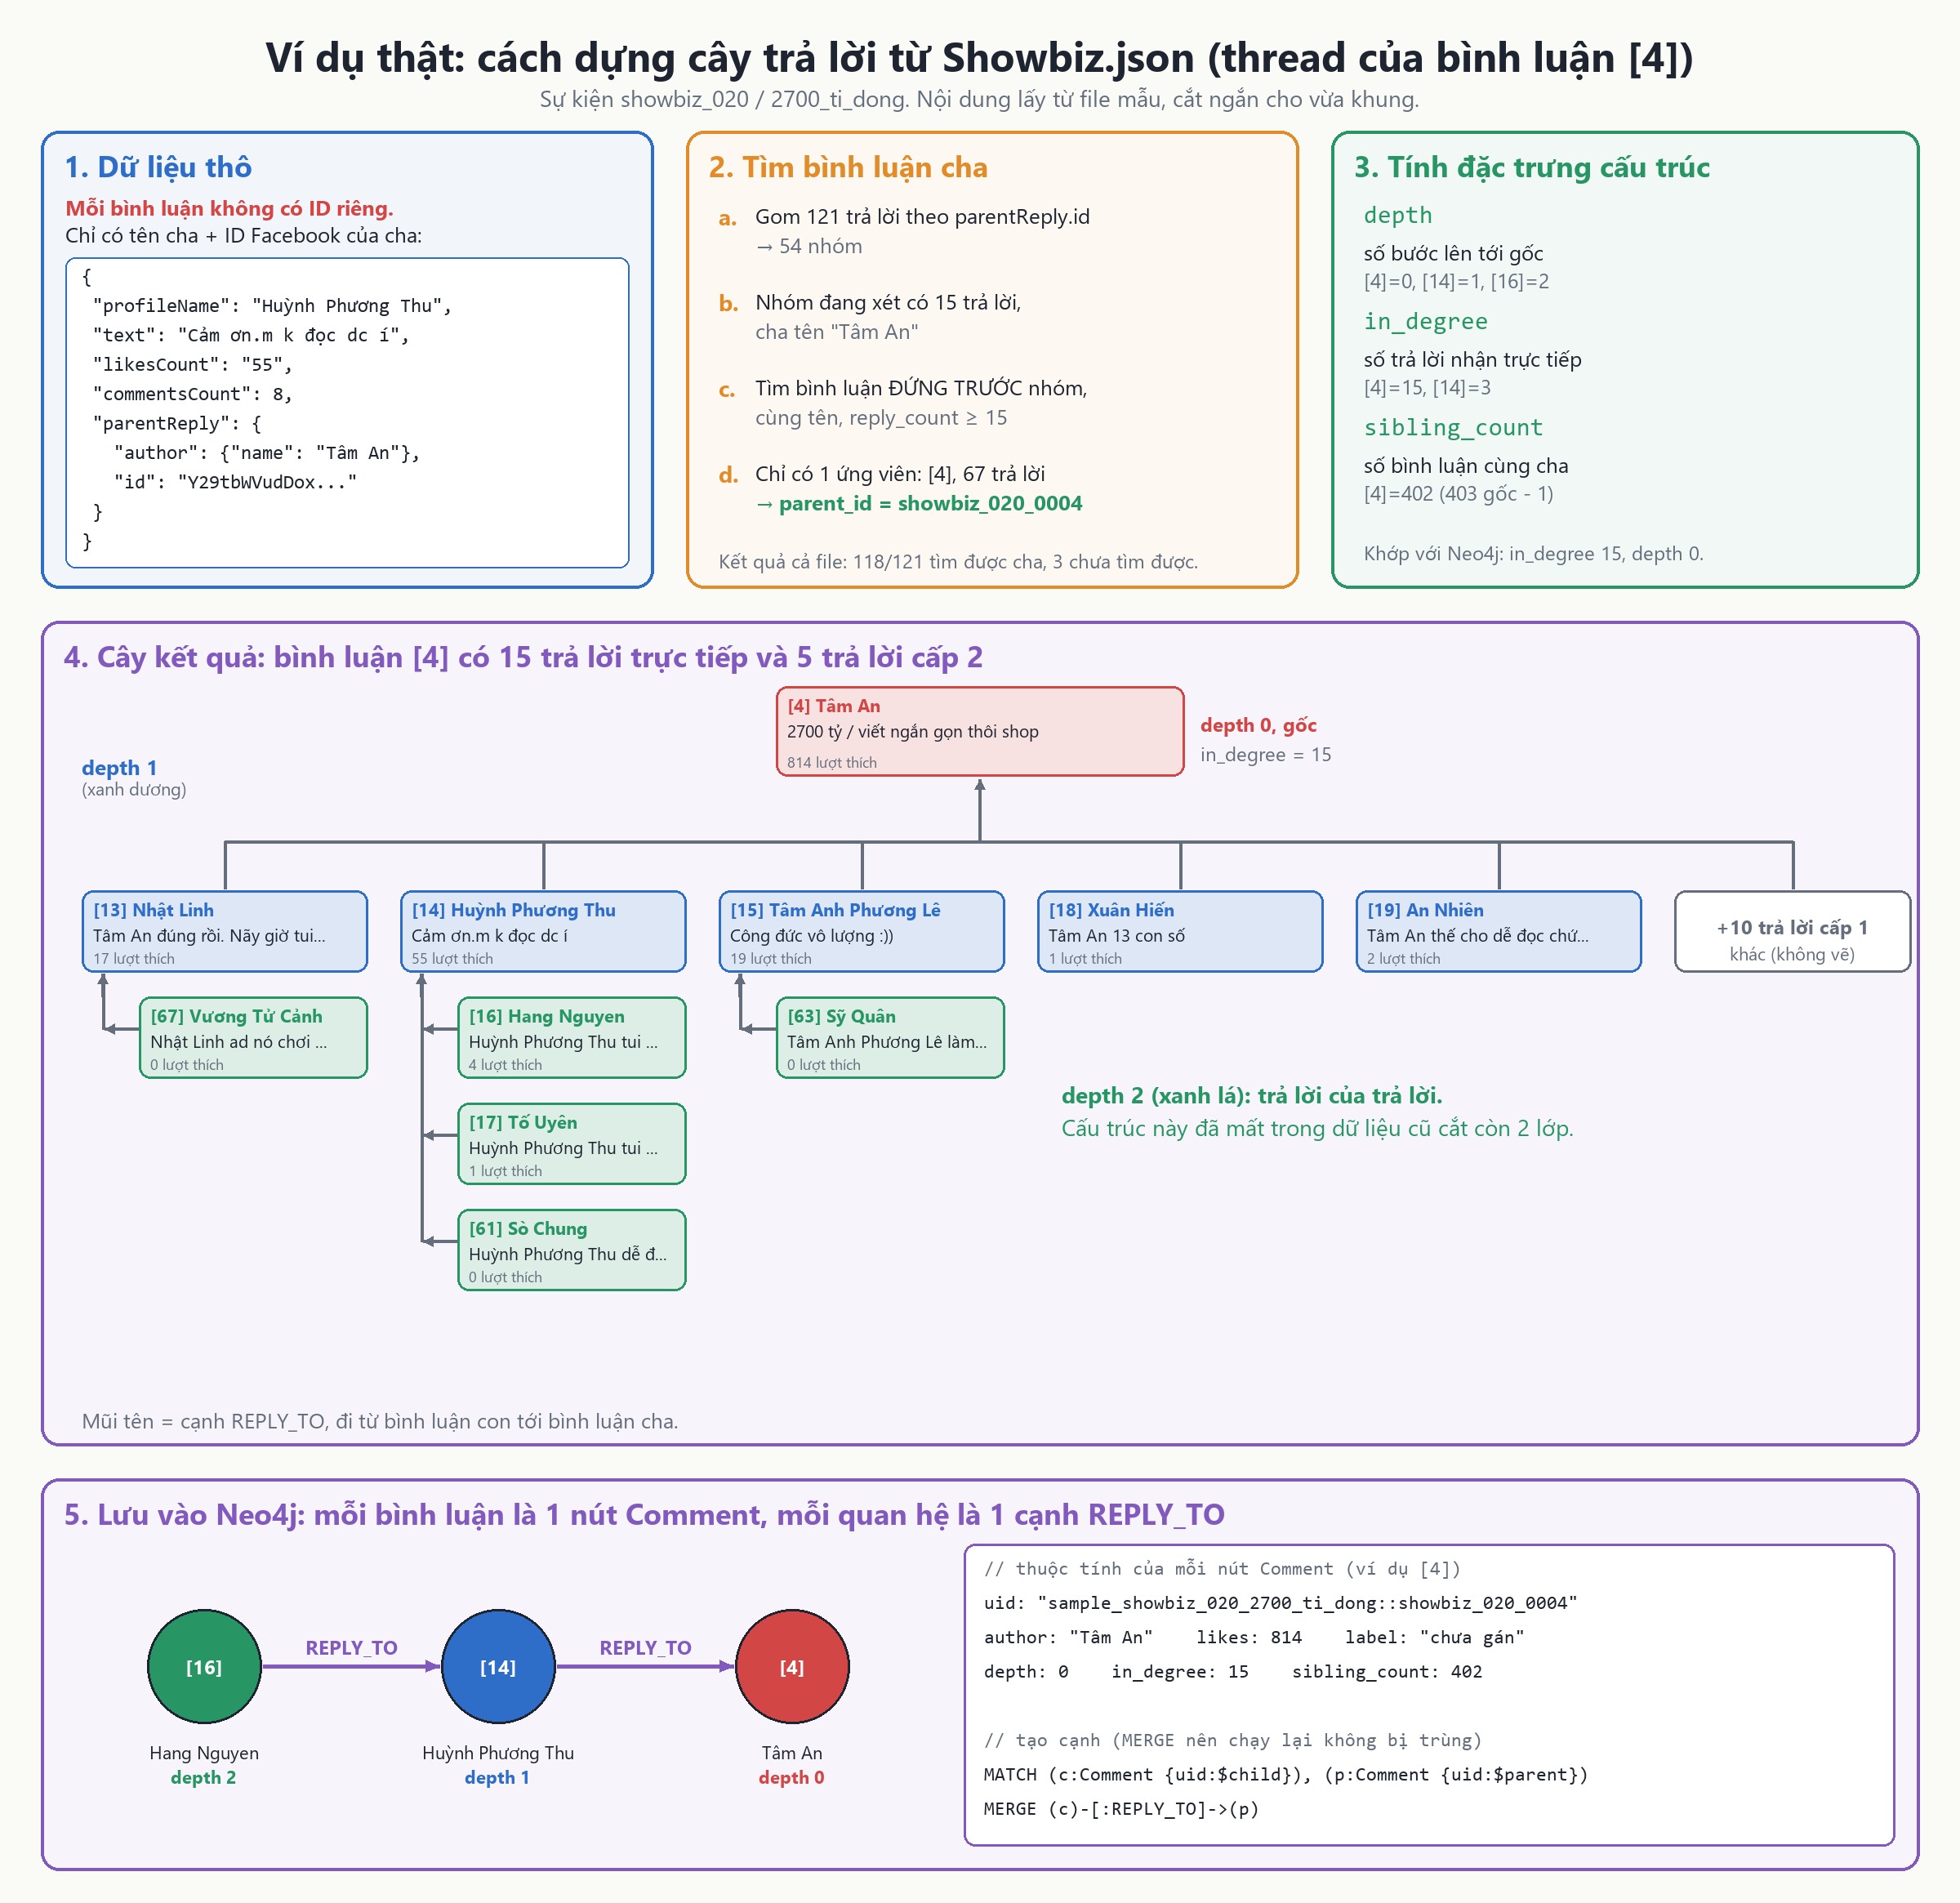 Ví dụ thật: cách dựng cây trả lời từ Showbiz.json (thread của bình luận [4])
Sự kiện showbiz_020 / 2700_ti_dong. Nội dung lấy từ file mẫu, cắt ngắn cho vừa khung.
1. Dữ liệu thô
Mỗi bình luận không có ID riêng.
Chỉ có tên cha + ID Facebook của cha:
{
"profileName": "Huỳnh Phương Thu",
"text": "Cảm ơn.m k đọc dc í",
"likesCount": "55",
"commentsCount": 8,
"parentReply": {
"author": {"name": "Tâm An"},
"id": "Y29tbWVudDox..."
}
}
2. Tìm bình luận cha
a. Gom 121 trả lời theo parentReply.id
→ 54 nhóm
b. Nhóm đang xét có 15 trả lời,
cha tên "Tâm An"
c. Tìm bình luận ĐỨNG TRƯỚC nhóm,
cùng tên, reply_count ≥ 15
d. Chỉ có 1 ứng viên: [4], 67 trả lời
→ parent_id = showbiz_020_0004
Kết quả cả file: 118/121 tìm được cha, 3 chưa tìm được.
3. Tính đặc trưng cấu trúc
depth
số bước lên tới gốc
[4]=0, [14]=1, [16]=2
in_degree
số trả lời nhận trực tiếp
[4]=15, [14]=3
sibling_count
số bình luận cùng cha
[4]=402 (403 gốc - 1)
Khớp với Neo4j: in_degree 15, depth 0.
4. Cây kết quả: bình luận [4] có 15 trả lời trực tiếp và 5 trả lời cấp 2
[4] Tâm An
2700 tỷ / viết ngắn gọn thôi shop
814 lượt thích
depth 0, gốc
in_degree = 15
depth 1
(xanh dương)
[13] Nhật Linh
Tâm An đúng rồi. Nãy giờ tui...
17 lượt thích
[14] Huỳnh Phương Thu
Cảm ơn.m k đọc dc í
55 lượt thích
[15] Tâm Anh Phương Lê
Công đức vô lượng :))
19 lượt thích
[18] Xuân Hiến
Tâm An 13 con số
1 lượt thích
[19] An Nhiên
Tâm An thế cho dễ đọc chứ...
2 lượt thích
+10 trả lời cấp 1
khác (không vẽ)
[67] Vương Tử Cảnh
Nhật Linh ad nó chơi ...
0 lượt thích
[16] Hang Nguyen
Huỳnh Phương Thu tui ...
4 lượt thích
[63] Sỹ Quân
Tâm Anh Phương Lê làm...
0 lượt thích
[17] Tố Uyên
Huỳnh Phương Thu tui ...
1 lượt thích
[61] Sò Chung
Huỳnh Phương Thu dễ đ...
0 lượt thích
depth 2 (xanh lá): trả lời của trả lời.
Cấu trúc này đã mất trong dữ liệu cũ cắt còn 2 lớp.
Mũi tên = cạnh REPLY_TO, đi từ bình luận con tới bình luận cha.
5. Lưu vào Neo4j: mỗi bình luận là 1 nút Comment, mỗi quan hệ là 1 cạnh REPLY_TO
[16] REPLY_TO [14] REPLY_TO [4]
Hang Nguyen
depth 2
Huỳnh Phương Thu
depth 1
Tâm An
depth 0
// thuộc tính của mỗi nút Comment (ví dụ [4])
uid: "sample_showbiz_020_2700_ti_dong::showbiz_020_0004"
author: "Tâm An" likes: 814 label: "chưa gán"
depth: 0 in_degree: 15 sibling_count: 402
// tạo cạnh (MERGE nên chạy lại không bị trùng)
MATCH (c:Comment {uid:$child}), (p:Comment {uid:$parent})
MERGE (c)-[:REPLY_TO]->(p)